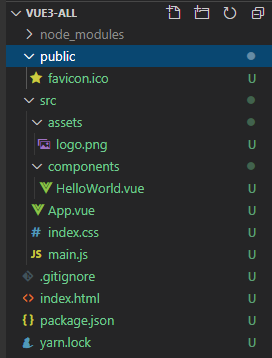 VUE3-ALL
node_modules
public
favicon.ico U
src
assets
logo.png U
components
HelloWorld.vue U
App.vue U
# index.css U
JS main.js U
.gitignore U
<> index.html U
{} package.json U
yarn.lock U